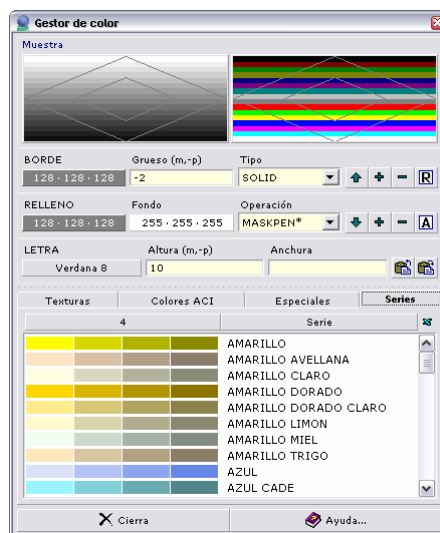 Gestor de color
Muestra
BORDE Grueso (m,-p) Tipo
128 · 128 · 128 -2 SOLID R
RELLENO Fondo Operación
128 · 128 · 128 255 · 255 · 255 MASKPEN* A
LETRA Altura (m,-p) Anchura
Verdana 8 10
Texturas Colores ACI Especiales Series
4 Serie
AMARILLO
AMARILLO AVELLANA
AMARILLO CLARO
AMARILLO DORADO
AMARILLO DORADO CLARO
AMARILLO LIMON
AMARILLO MIEL
AMARILLO TRIGO
AZUL
AZUL CADE
Cierra Ayuda...